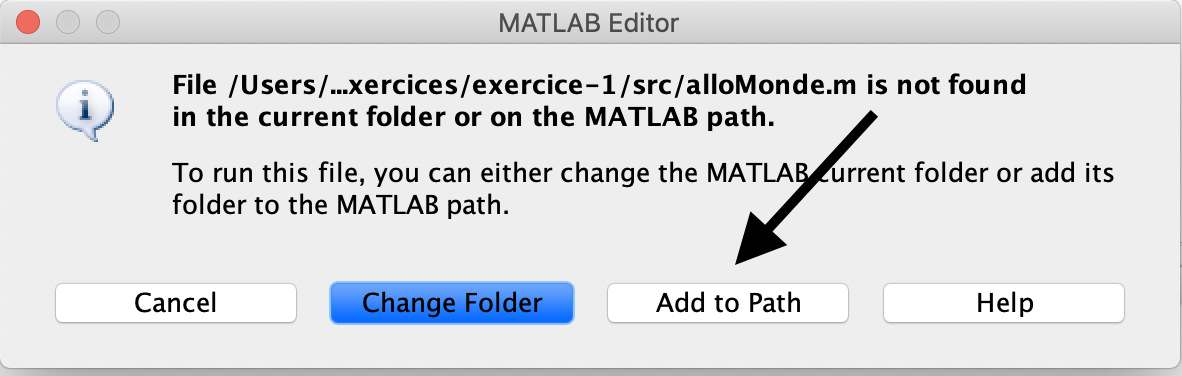 MATLAB Editor
File /Users/...xercices/exercice-1/src/alloMonde.m is not found
in the current folder or on the MATLAB path.
To run this file, you can either change the MATLAB current folder or add its
folder to the MATLAB path.
Cancel
Change Folder
Add to Path
Help